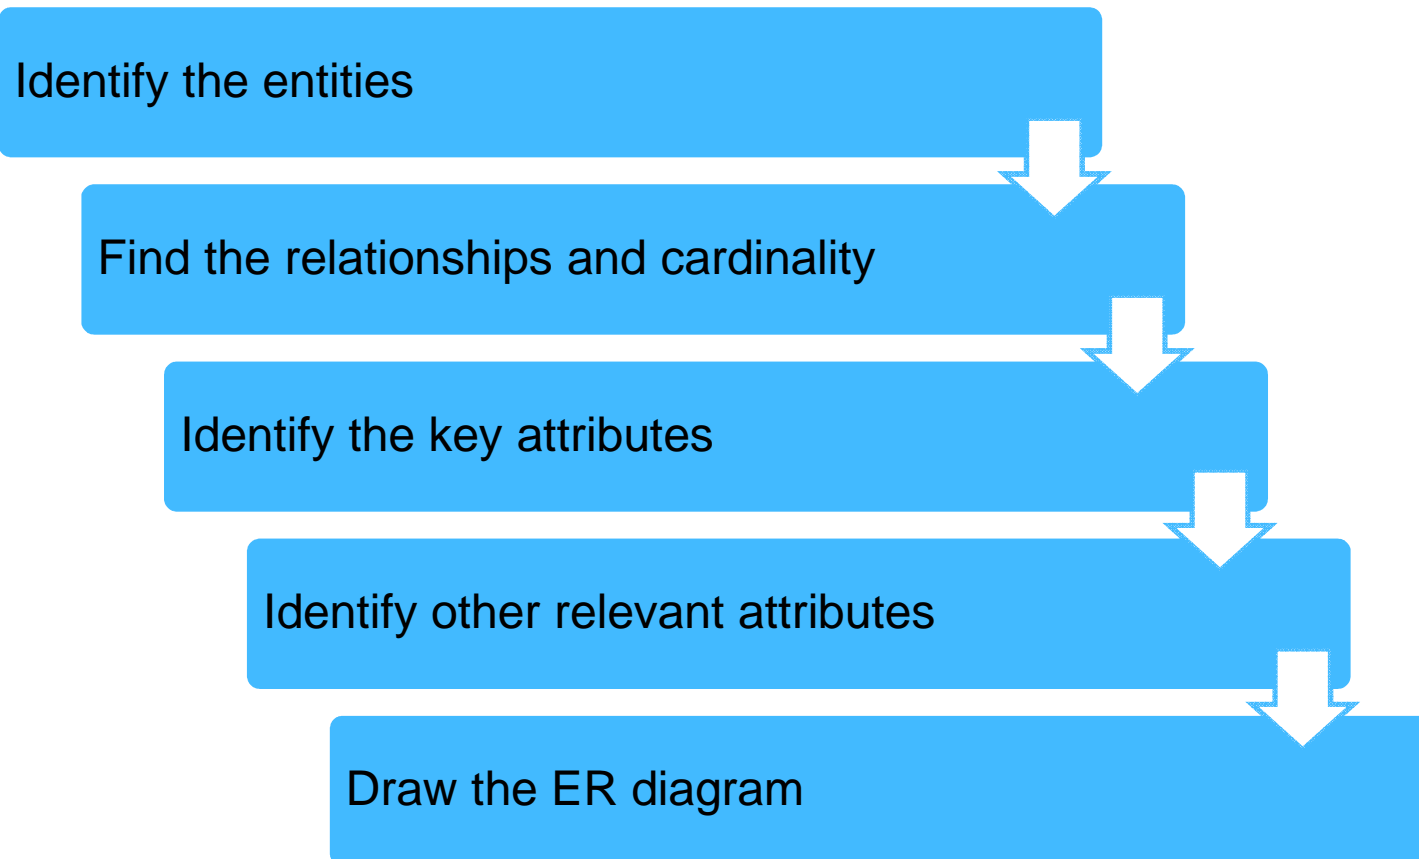 Identify the entities
Find the relationships and cardinality
Identify the key attributes
Identify other relevant attributes
Draw the ER diagram